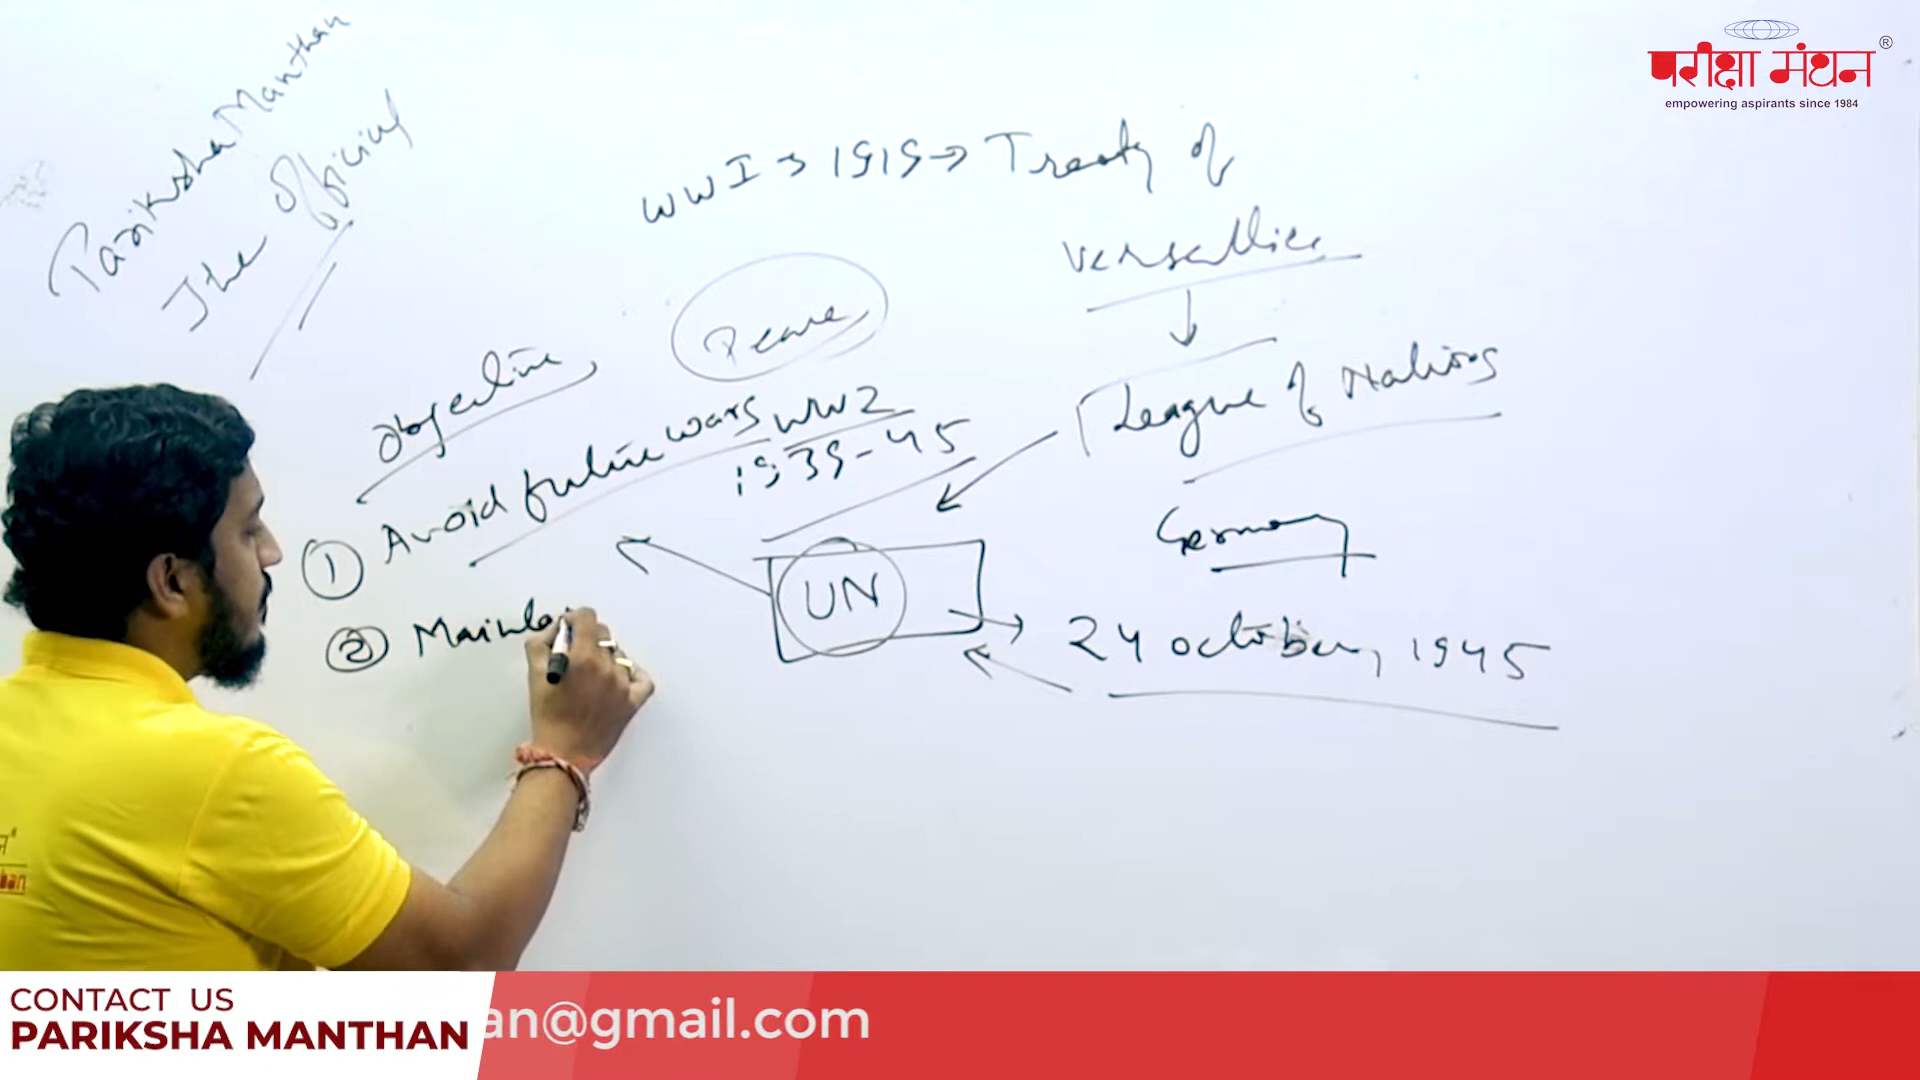 Pariksha Manthan
The Official
परीक्षा मंथन ®
empowering aspirants since 1984
WW I → 1919 → Treaty of
Versallies
League of Nations
Germany
Peace
WW2
1939-45
UN
24 october, 1945
Objective
① Avoid future wars
② Mainta
CONTACT US
PARIKSHA MANTHAN
an@gmail.com